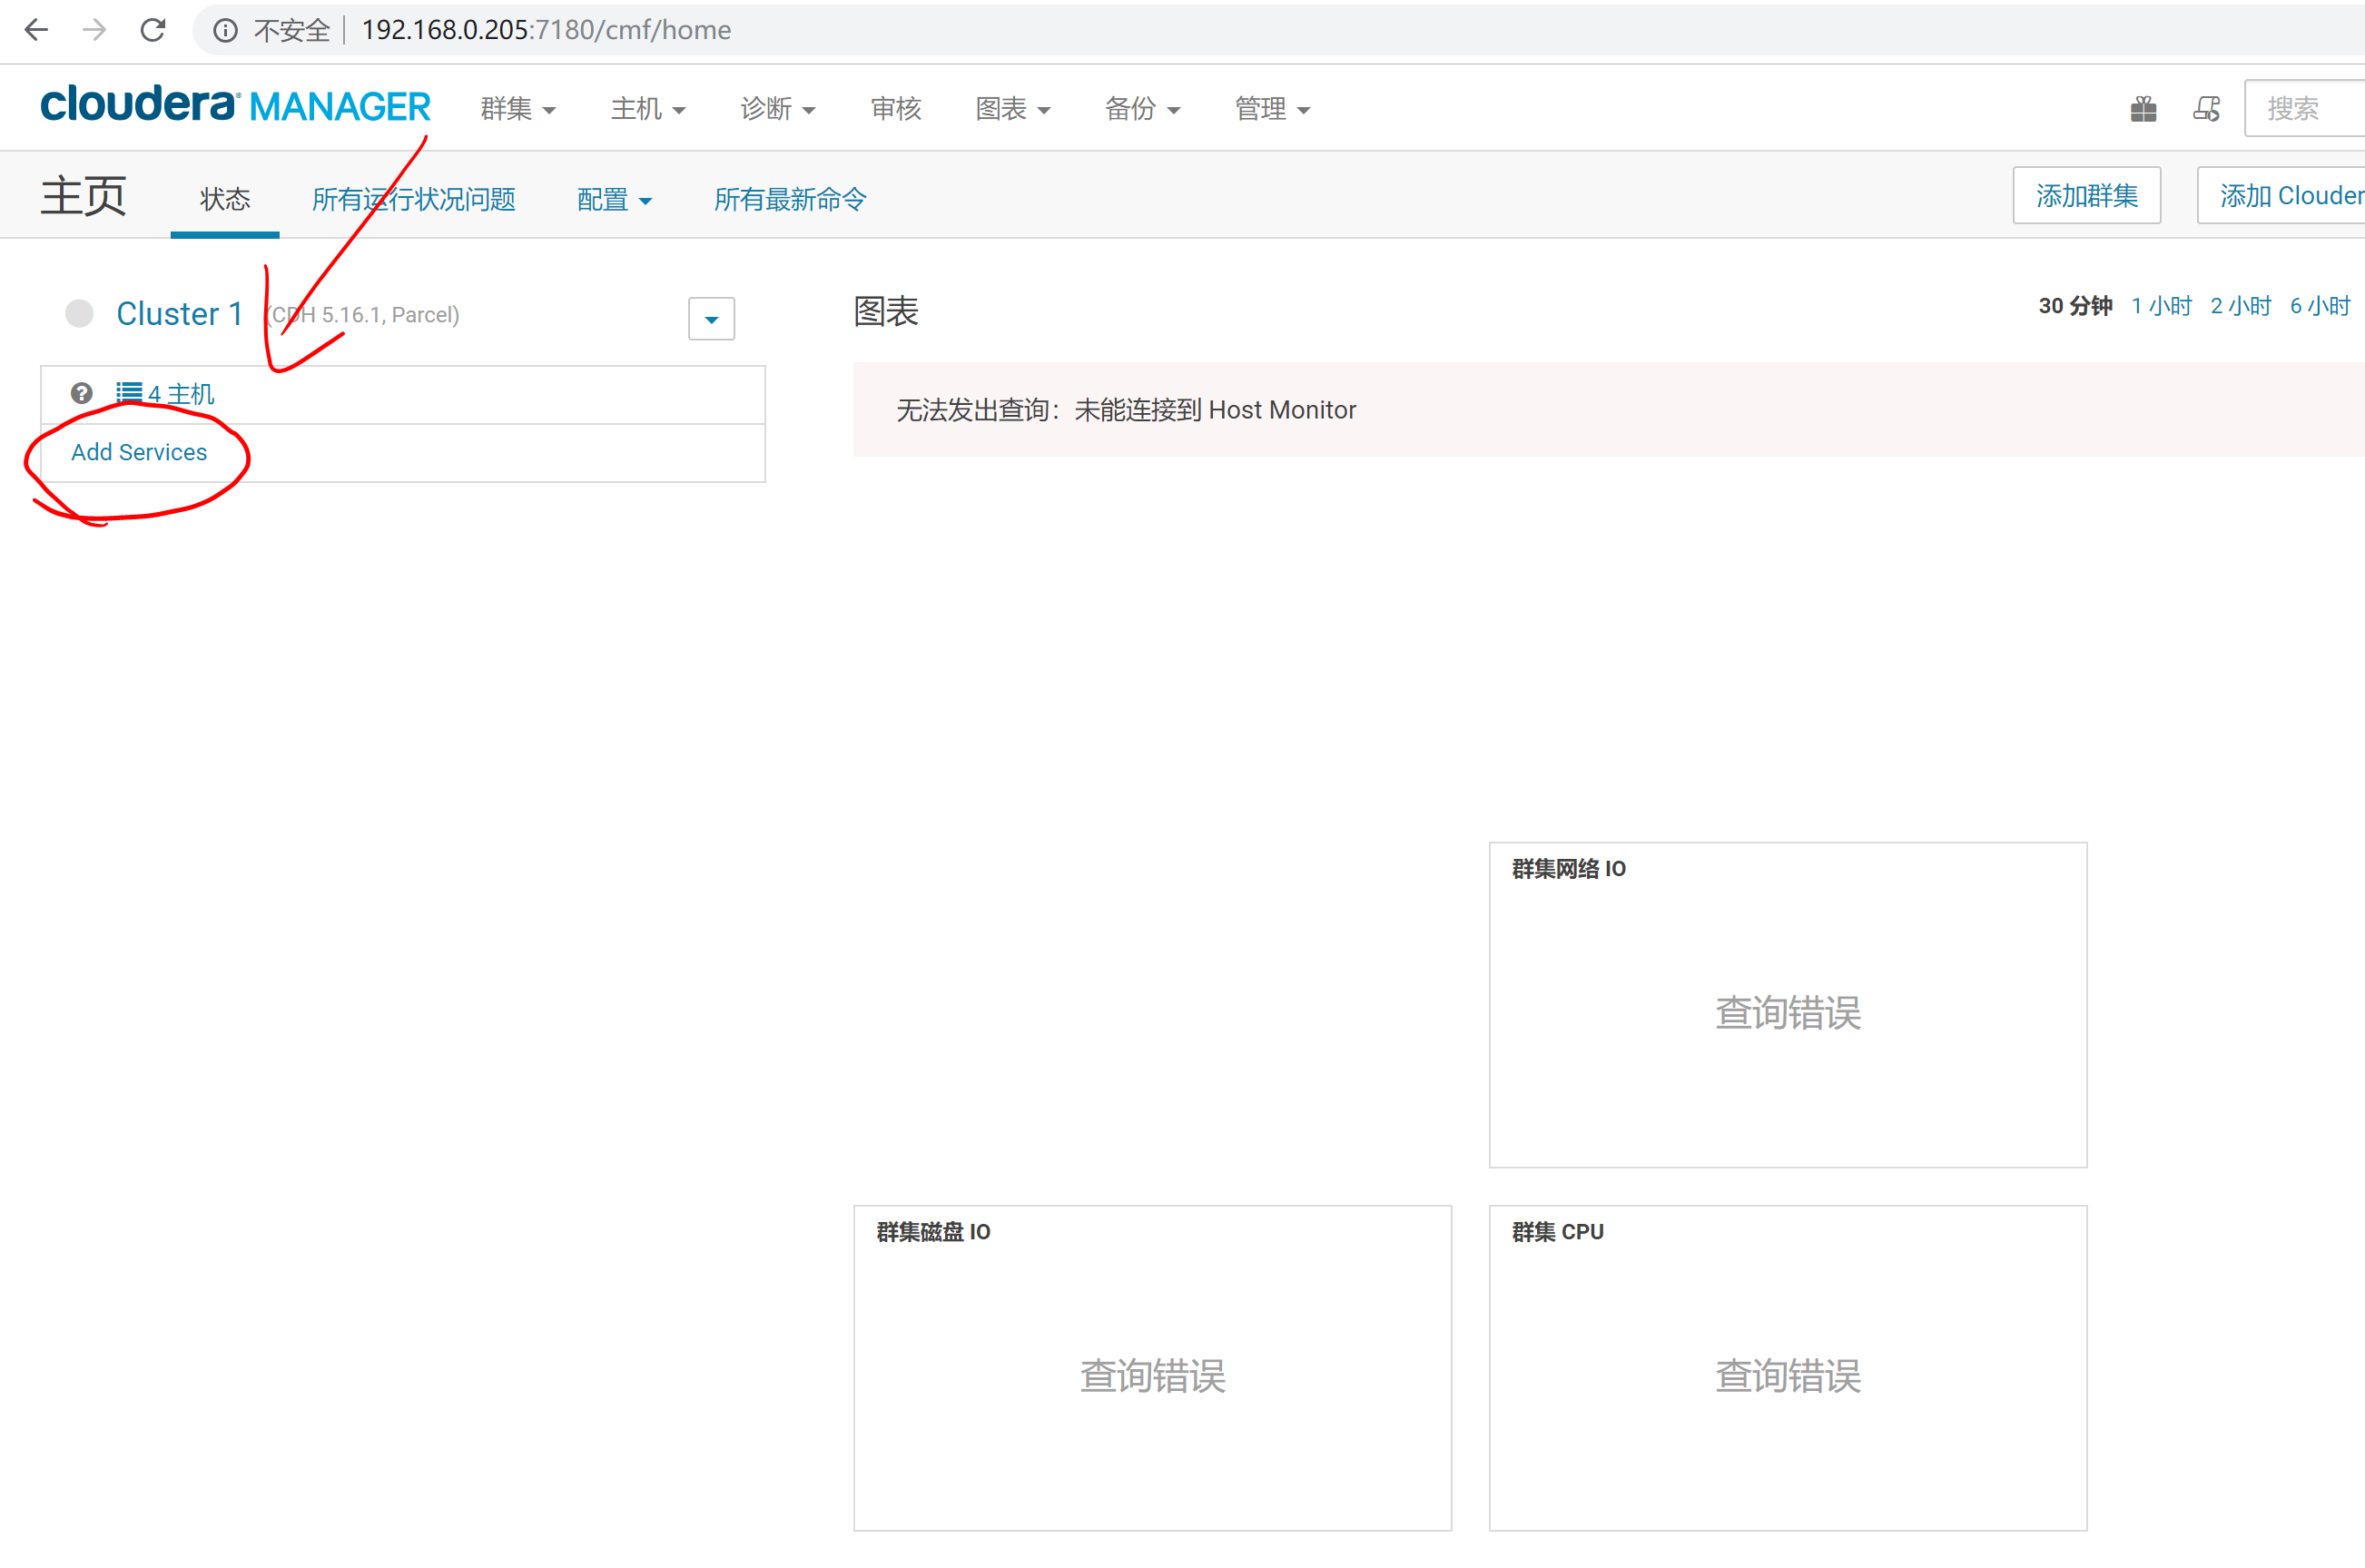 不安全 192.168.0.205:7180/cmf/home
cloudera MANAGER 群集 主机 诊断 审核 图表 备份 管理 搜索
主页 状态 所有运行状况问题 配置 所有最新命令 添加群集 添加 Clouder
Cluster 1 (CDH 5.16.1, Parcel)
4 主机
Add Services
图表 30 分钟 1 小时 2 小时 6 小时
无法发出查询：未能连接到 Host Monitor
群集网络 IO
查询错误
群集磁盘 IO 群集 CPU
查询错误 查询错误